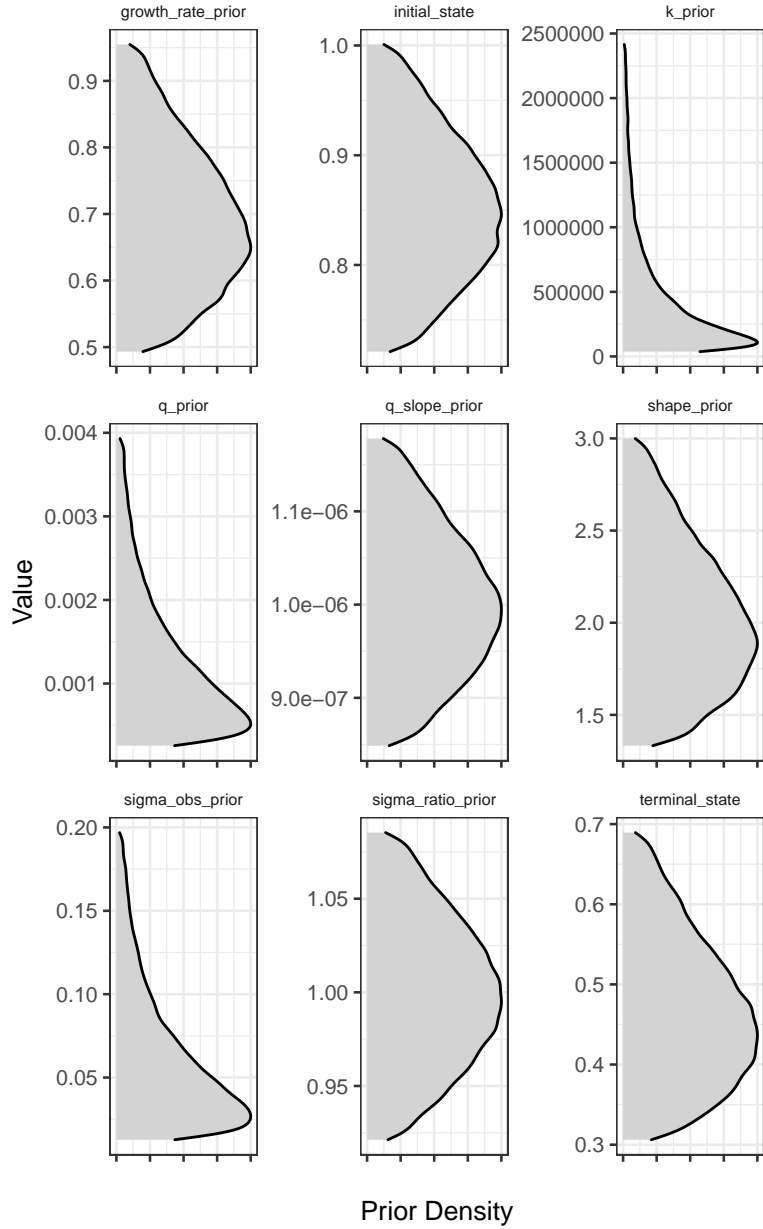 growth_rate_prior
initial_state
k_prior
0.9
0.8
0.7
0.6
0.5
1.0
0.9
0.8
2500000
2000000
1500000
1000000
500000
0
q_prior
q_slope_prior
shape_prior
0.004
0.003
0.002
0.001
1.1e−06
1.0e−06
9.0e−07
3.0
2.5
2.0
1.5
Value
sigma_obs_prior
sigma_ratio_prior
terminal_state
0.20
0.15
0.10
0.05
1.05
1.00
0.95
0.7
0.6
0.5
0.4
0.3
Prior Density